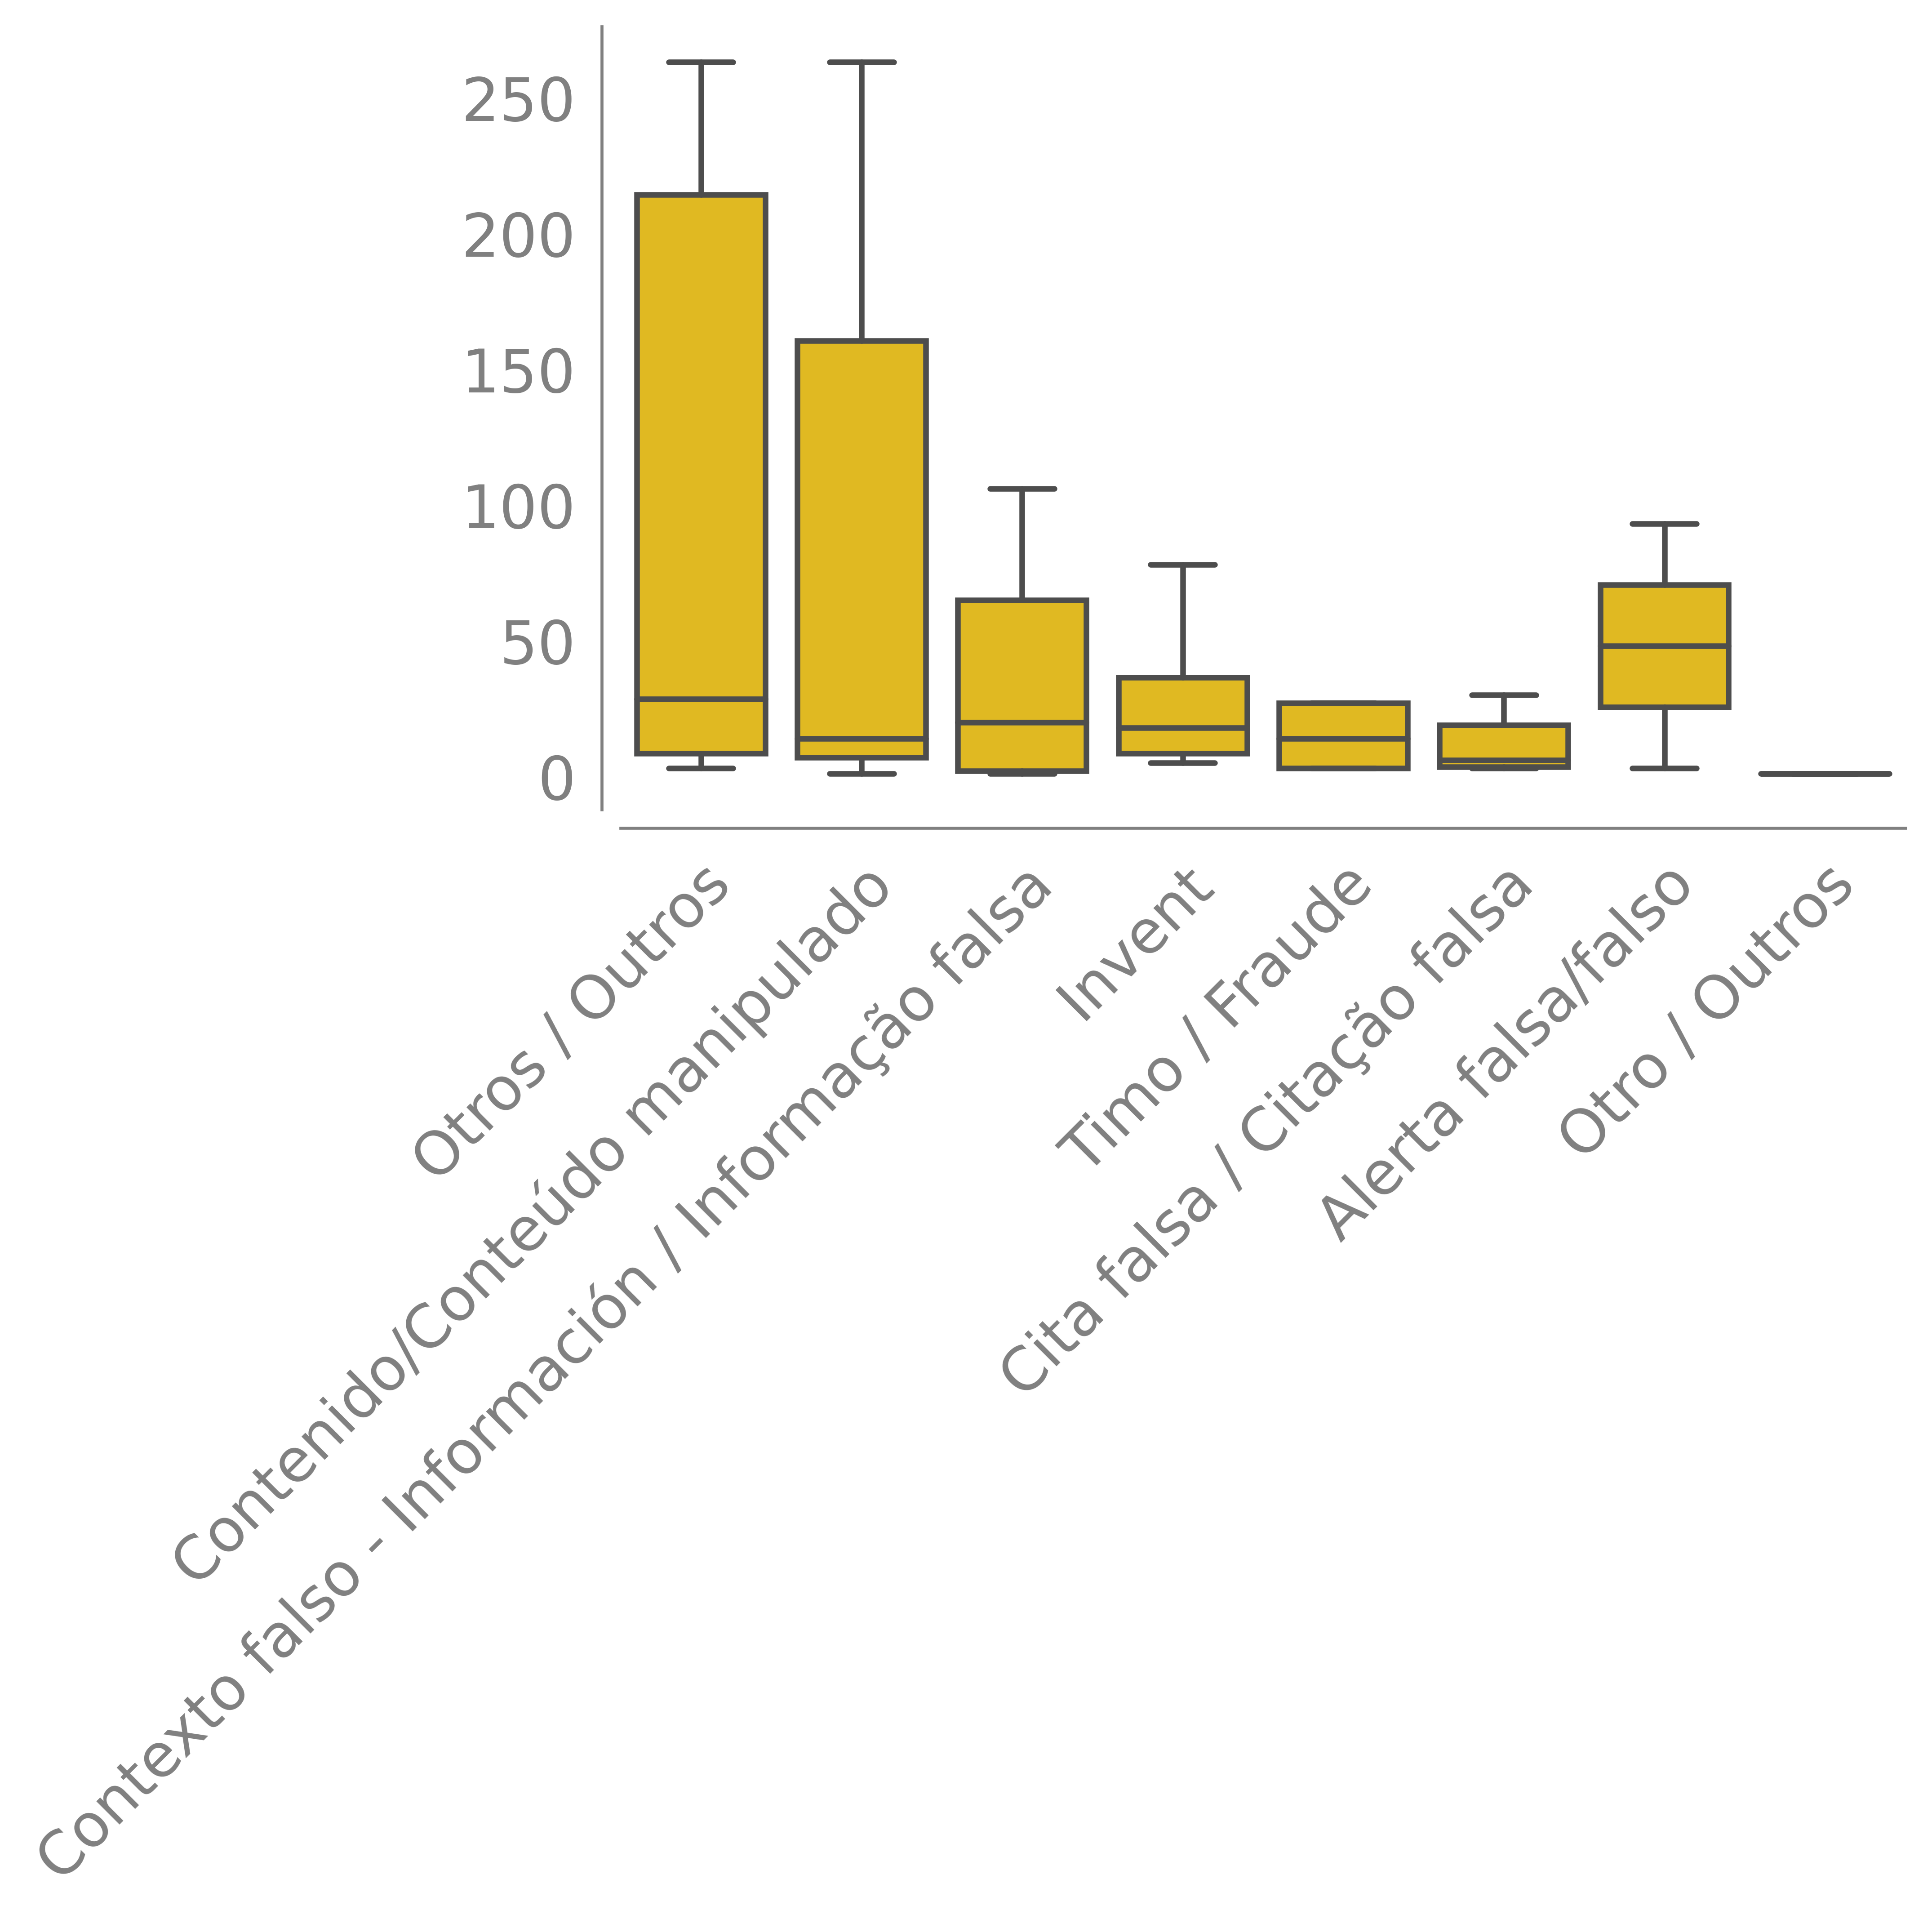 250
200
150
100
50
0
Otros / Outros
Contenido/Conteúdo manipulado
Contexto falso - Información / Informação falsa
Invent
Timo / Fraude
Cita falsa / Citação falsa
Alerta falsa/falso
Otro / Outros